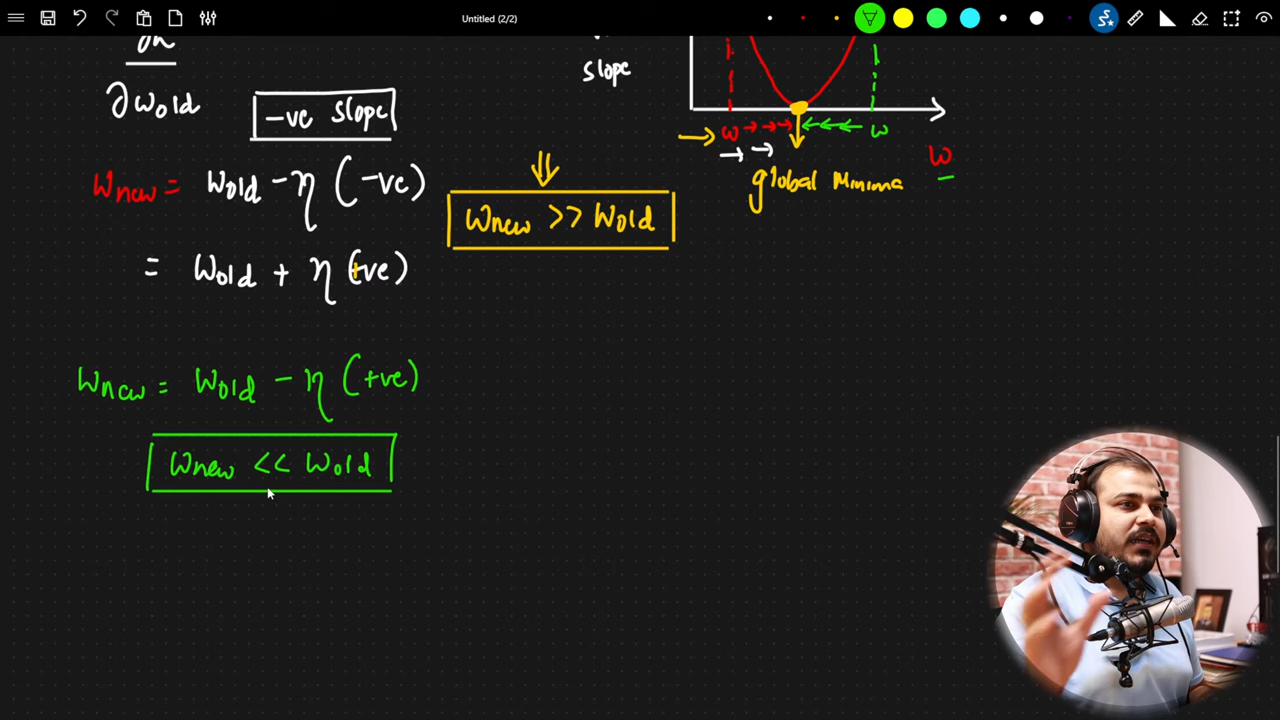 Untitled (2/2)
∂wold
-ve slope
slope
w
w
w
global Minima
Wnew = Wold - η (-ve)
Wnew >> Wold
= Wold + η (+ve)
Wnew = Wold - η (+ve)
Wnew << Wold